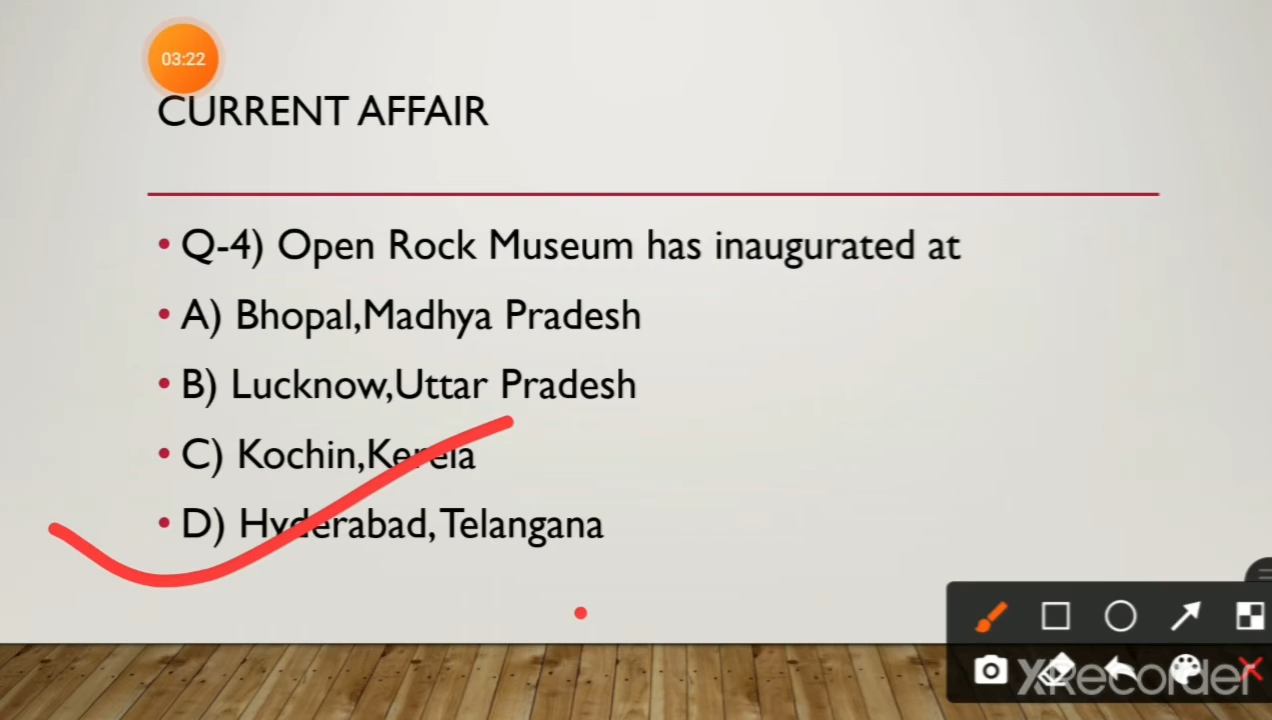 03:22
CURRENT AFFAIR
• Q-4) Open Rock Museum has inaugurated at
• A) Bhopal,Madhya Pradesh
• B) Lucknow,Uttar Pradesh
• C) Kochin,Kerela
• D) Hyderabad,Telangana
XRecorder